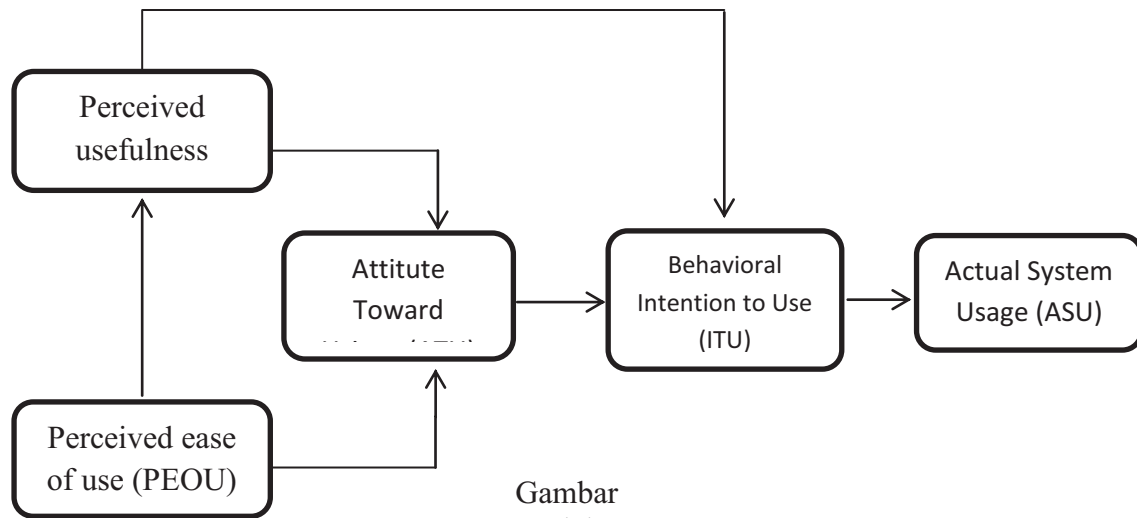 Perceived
usefulness
Attitute
Toward
Behavioral
Intention to Use
(ITU)
Actual System
Usage (ASU)
Perceived ease
of use (PEOU)
Gambar